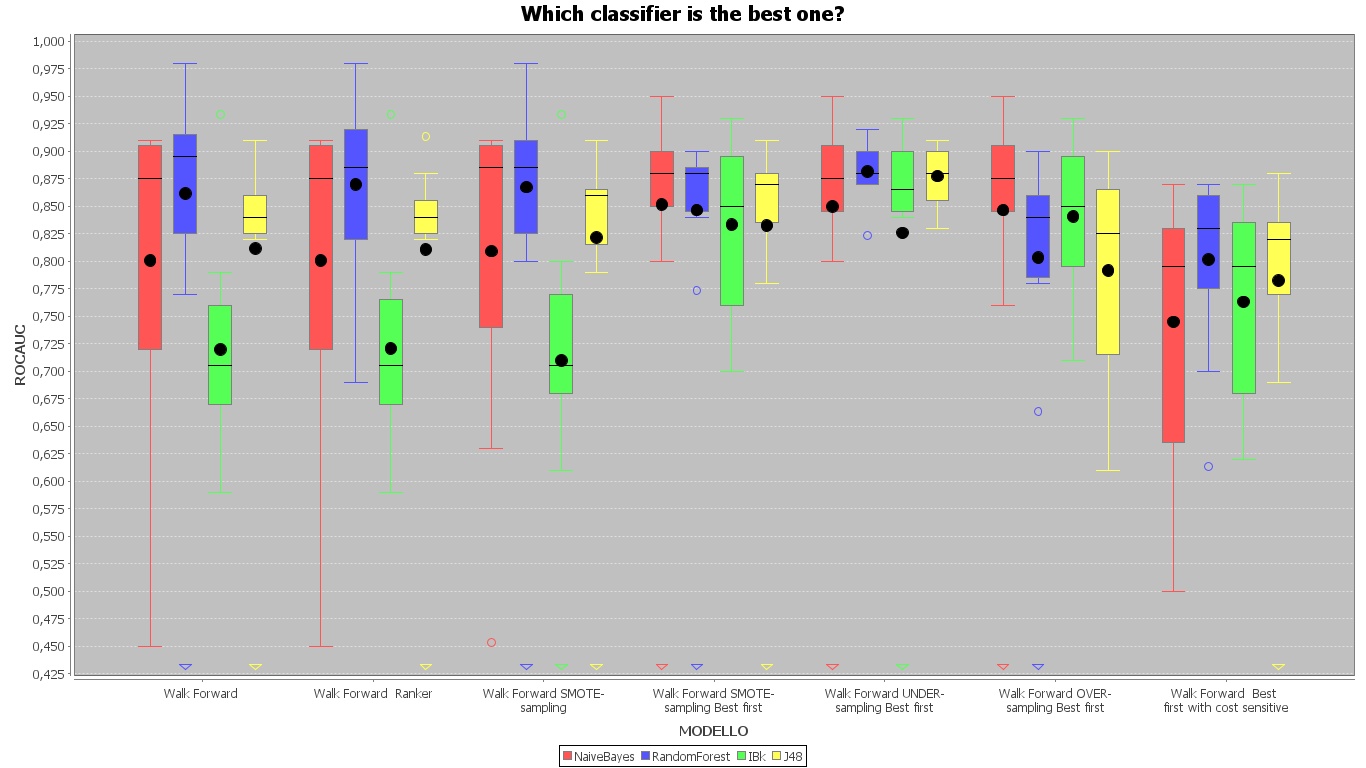 Which classifier is the best one?
1,000
0,975
0,950
0,925
0,900
0,875
0,850
0,825
0,800
0,775
0,750
0,725
0,700
0,675
0,650
0,625
0,600
0,575
0,550
0,525
0,500
0,475
0,450
0,425
ROCAUC
Walk Forward
Walk Forward Ranker
Walk Forward SMOTE-
sampling
Walk Forward SMOTE-
sampling Best first
Walk Forward UNDER-
sampling Best first
Walk Forward OVER-
sampling Best first
Walk Forward Best
first with cost sensitive
MODELLO
NaiveBayes RandomForest IBk J48